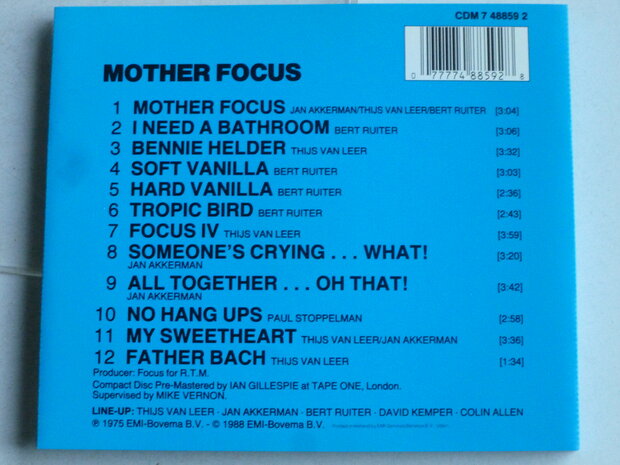 CDM 7 48859 2
0 77774 88592 8
MOTHER FOCUS
1 MOTHER FOCUS JAN AKKERMAN/THIJS VAN LEER/BERT RUITER [3:04]
2 I NEED A BATHROOM BERT RUITER [3:06]
3 BENNIE HELDER THIJS VAN LEER [3:32]
4 SOFT VANILLA BERT RUITER [3:03]
5 HARD VANILLA BERT RUITER [2:36]
6 TROPIC BIRD BERT RUITER [2:43]
7 FOCUS IV THIJS VAN LEER [3:59]
8 SOMEONE'S CRYING . . . WHAT! [3:20]
JAN AKKERMAN
9 ALL TOGETHER . . . OH THAT! [3:42]
JAN AKKERMAN
10 NO HANG UPS PAUL STOPPELMAN [2:58]
11 MY SWEETHEART THIJS VAN LEER/JAN AKKERMAN [3:36]
12 FATHER BACH THIJS VAN LEER [1:34]
Producer: Focus for R.T.M.
Compact Disc Pre-Mastered by IAN GILLESPIE at TAPE ONE, London.
Supervised by MIKE VERNON.
LINE-UP: THIJS VAN LEER · JAN AKKERMAN · BERT RUITER · DAVID KEMPER · COLIN ALLEN
℗ 1975 EMI-Bovema B.V. · © 1988 EMI-Bovema B.V.